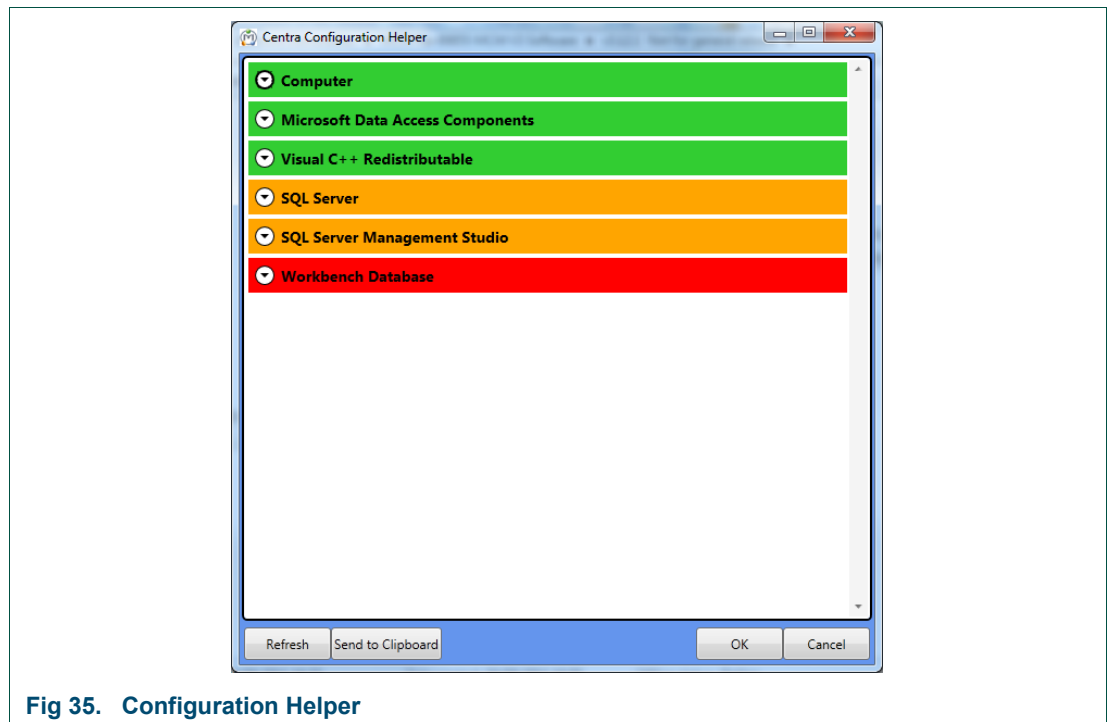 Centra Configuration Helper
Computer
Microsoft Data Access Components
Visual C++ Redistributable
SQL Server
SQL Server Management Studio
Workbench Database
Refresh Send to Clipboard OK Cancel
Fig 35. Configuration Helper